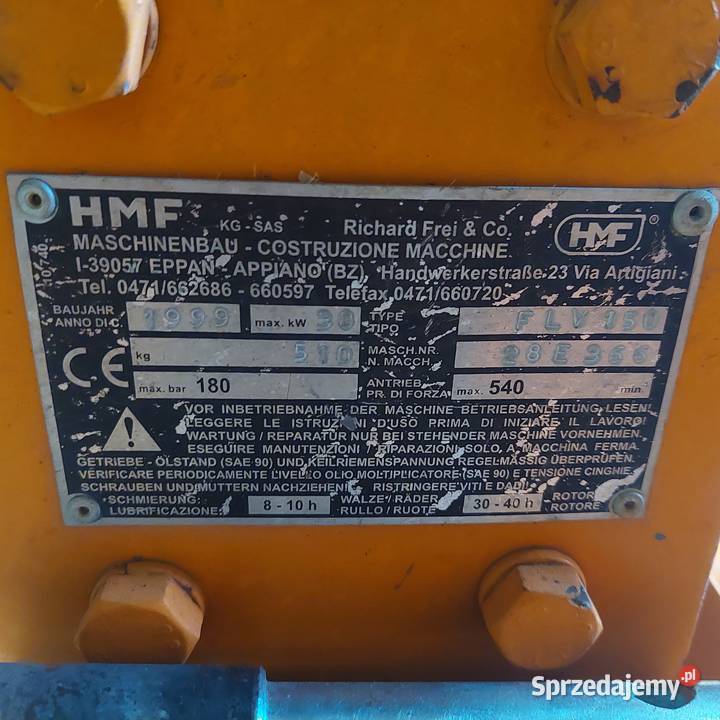 HMF KG - SAS Richard Frei & Co. HMF ®
MASCHINENBAU - COSTRUZIONE MACCHINE
I-39057 EPPAN - APPIANO (BZ), Handwerkerstraße 23 Via Artigiani
Tel. 0471/662686 - 660597 Telefax 0471/660720
BAUJAHR ANNO DI C. 1999 max. kW 30 TYPE TIPO FLV150
kg 510 MASCH.NR. N. MACCH. 28E366
CE max. bar 180 ANTRIEB PR. DI FORZA max. 540 min
VOR INBETRIEBNAHME DER MASCHINE BETRIEBSANLEITUNG LESEN!
LEGGERE LE ISTRUZIONI D'USO PRIMA DI INIZIARE IL LAVORO!
WARTUNG / REPARATUR NUR BEI STEHENDER MASCHINE VORNEHMEN.
ESEGUIRE MANUTENZIONI / RIPARAZIONI SOLO A MACCHINA FERMA.
GETRIEBE - ÖLSTAND (SAE 90) UND KEILRIEMENSPANNUNG REGELMÄSSIG ÜBERPRÜFEN.
VERIFICARE PERIODICAMENTE LIVELLO OLIO MOLTIPLICATORE (SAE 90) E TENSIONE CINGHIE.
SCHRAUBEN UND MUTTERN NACHZIEHEN! RISTRINGERE VITI E DADI!
SCHMIERUNG: LUBRIFICAZIONE: 8 - 10 h WALZE / RÄDER RULLO / RUOTE 30 - 40 h ROTOR ROTORE
Sprzedajemy.pl